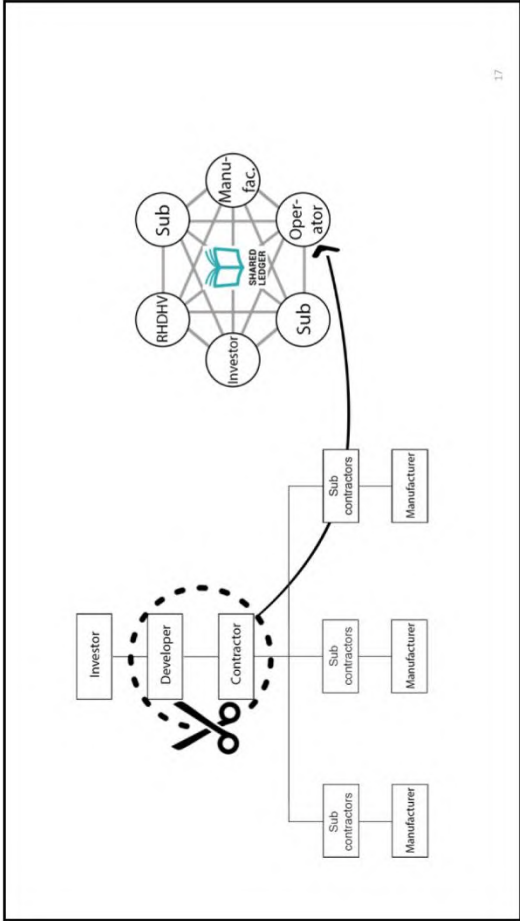 Investor
Developer
Contractor
Sub
contractors
Sub
contractors
Sub
contractors
Manufacturer
Manufacturer
Manufacturer
RHDHV
Sub
Investor
Manu-
fac.
SHARED
LEDGER
Sub
Oper-
ator
17